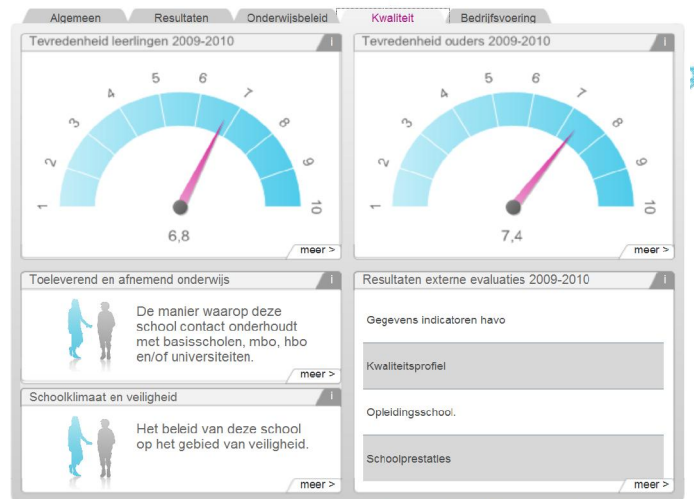 Algemeen Resultaten Onderwijsbeleid Kwaliteit Bedrijfsvoering
Tevredenheid leerlingen 2009-2010 i
1 2 3 4 5 6 7 8 9 10
6,8
meer >
Tevredenheid ouders 2009-2010 i
1 2 3 4 5 6 7 8 9 10
7,4
meer >
Toeleverend en afnemend onderwijs i
De manier waarop deze
school contact onderhoudt
met basisscholen, mbo, hbo
en/of universiteiten.
meer >
Schoolklimaat en veiligheid i
Het beleid van deze school
op het gebied van veiligheid.
meer >
Resultaten externe evaluaties 2009-2010 i
Gegevens indicatoren havo
Kwaliteitsprofiel
Opleidingsschool.
Schoolprestaties
meer >